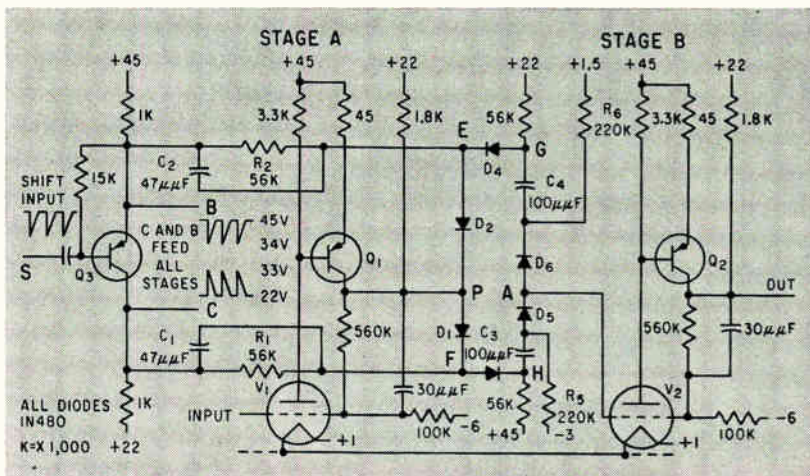 STAGE A
STAGE B
+45
+45
+22
+22
+1.5
+45
+22
1K
3.3K
45
1.8K
56K
R6
220K
3.3K
45
1.8K
E
G
D4
C2
47μμF
R2
56K
15K
SHIFT
INPUT
B
C4
100μμF
C AND B
FEED
ALL
STAGES
45V
34V
33V
22V
D2
S
Q3
Q1
Q2
D6
P
A
OUT
C
D5
C1
47μμF
R1
56K
560K
D1
C3
100μμF
F
H
560K
30μμF
V1
30μμF
R5
220K
V2
1K
56K
ALL DIODES
IN480
INPUT
100K
-6
+45
-3
100K
-6
K=X 1,000
+22
+1
+1